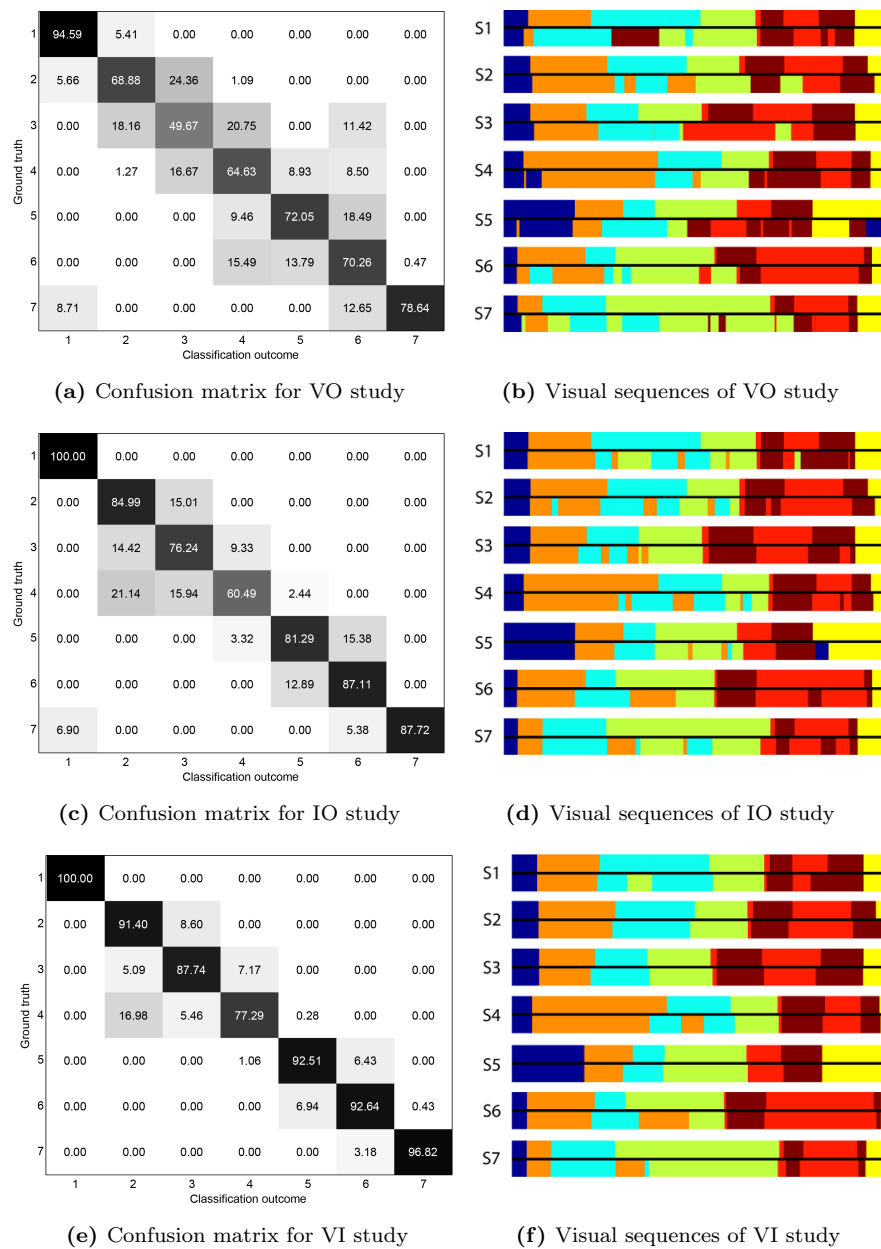 1 94.59 5.41 0.00 0.00 0.00 0.00 0.00
2 5.66 68.88 24.36 1.09 0.00 0.00 0.00
3 0.00 18.16 49.67 20.75 0.00 11.42 0.00
4 0.00 1.27 16.67 64.63 8.93 8.50 0.00
5 0.00 0.00 0.00 9.46 72.05 18.49 0.00
6 0.00 0.00 0.00 15.49 13.79 70.26 0.47
7 8.71 0.00 0.00 0.00 0.00 12.65 78.64
1 2 3 4 5 6 7
Ground truth
Classification outcome
S1
S2
S3
S4
S5
S6
S7
(a) Confusion matrix for VO study
(b) Visual sequences of VO study
1 100.00 0.00 0.00 0.00 0.00 0.00 0.00
2 0.00 84.99 15.01 0.00 0.00 0.00 0.00
3 0.00 14.42 76.24 9.33 0.00 0.00 0.00
4 0.00 21.14 15.94 60.49 2.44 0.00 0.00
5 0.00 0.00 0.00 3.32 81.29 15.38 0.00
6 0.00 0.00 0.00 0.00 12.89 87.11 0.00
7 6.90 0.00 0.00 0.00 0.00 5.38 87.72
1 2 3 4 5 6 7
Ground truth
Classification outcome
S1
S2
S3
S4
S5
S6
S7
(c) Confusion matrix for IO study
(d) Visual sequences of IO study
1 100.00 0.00 0.00 0.00 0.00 0.00 0.00
2 0.00 91.40 8.60 0.00 0.00 0.00 0.00
3 0.00 5.09 87.74 7.17 0.00 0.00 0.00
4 0.00 16.98 5.46 77.29 0.28 0.00 0.00
5 0.00 0.00 0.00 1.06 92.51 6.43 0.00
6 0.00 0.00 0.00 0.00 6.94 92.64 0.43
7 0.00 0.00 0.00 0.00 0.00 3.18 96.82
1 2 3 4 5 6 7
Ground truth
Classification outcome
S1
S2
S3
S4
S5
S6
S7
(e) Confusion matrix for VI study
(f) Visual sequences of VI study